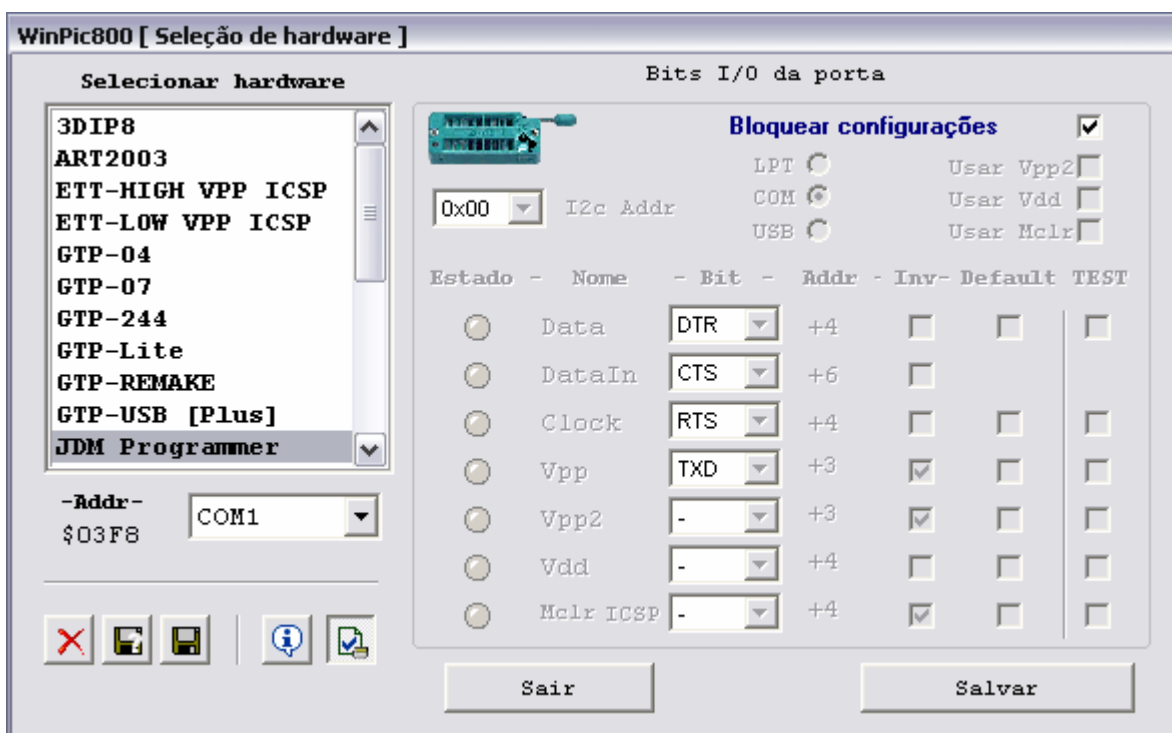 WinPic800 [ Seleção de hardware ]
Selecionar hardware
3DIP8
ART2003
ETT-HIGH VPP ICSP
ETT-LOW VPP ICSP
GTP-04
GTP-07
GTP-244
GTP-Lite
GTP-REMAKE
GTP-USB [Plus]
JDM Programmer
-Addr-
$03F8
COM1
Bits I/O da porta
Bloquear configurações
LPT Usar Vpp2
0x00 I2c Addr COM Usar Vdd
USB Usar Mclr
Estado - Nome - Bit - Addr - Inv- Default TEST
Data DTR +4
DataIn CTS +6
Clock RTS +4
Vpp TXD +3
Vpp2 - +3
Vdd - +4
Mclr ICSP - +4
Sair Salvar